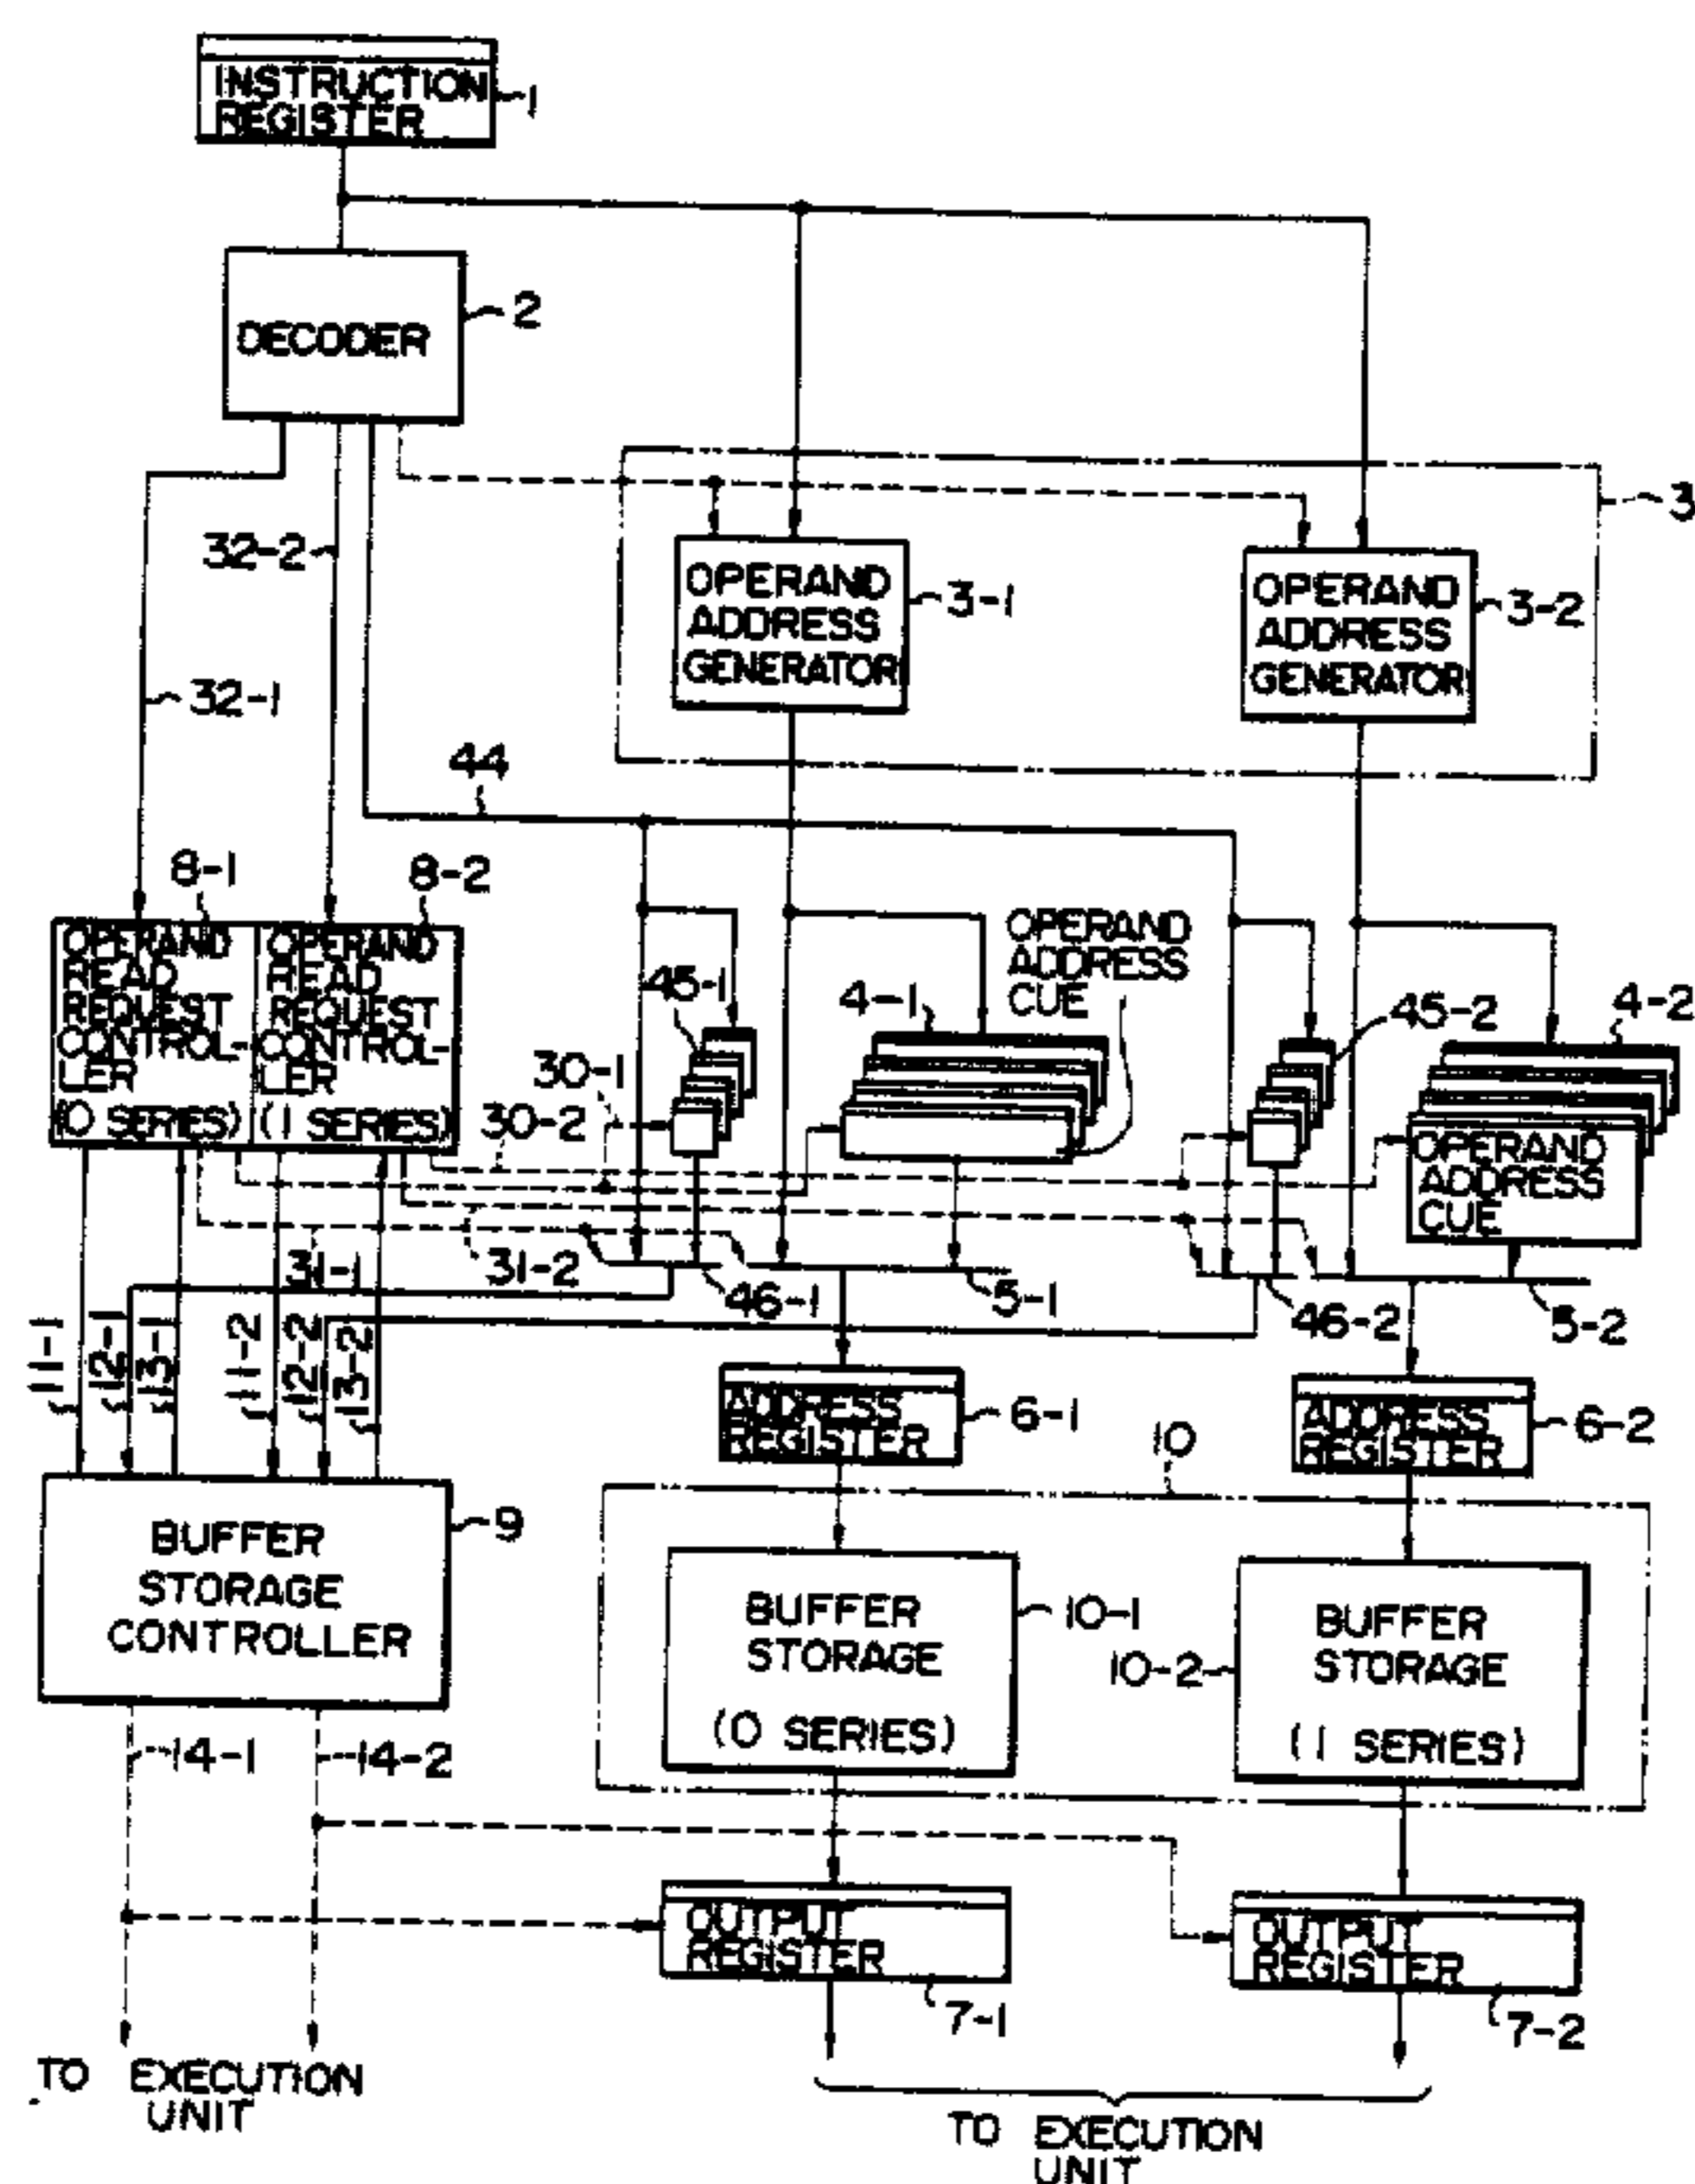 INSTRUCTION
REGISTER
1
DECODER
2
3
32-2
OPERAND
ADDRESS
GENERATOR
3-1
OPERAND
ADDRESS
GENERATOR
3-2
32-1
44
8-1
8-2
OPERAND
READ
REQUEST
CONTROL-
LER
(0 SERIES)
OPERAND
READ
REQUEST
CONTROL-
LER
(1 SERIES)
45-1
4-1
OPERAND
ADDRESS
CUE
45-2
4-2
30-1
30-2
OPERAND
ADDRESS
CUE
31-1
31-2
46-1
5-1
46-2
5-2
11-1
12-1
13-1
11-2
12-2
13-2
ADDRESS
REGISTER
6-1
10
ADDRESS
REGISTER
6-2
BUFFER
STORAGE
CONTROLLER
9
BUFFER
STORAGE
(0 SERIES)
10-1
10-2
BUFFER
STORAGE
(1 SERIES)
14-1
14-2
OUTPUT
REGISTER
7-1
OUTPUT
REGISTER
7-2
TO EXECUTION
UNIT
TO EXECUTION
UNIT